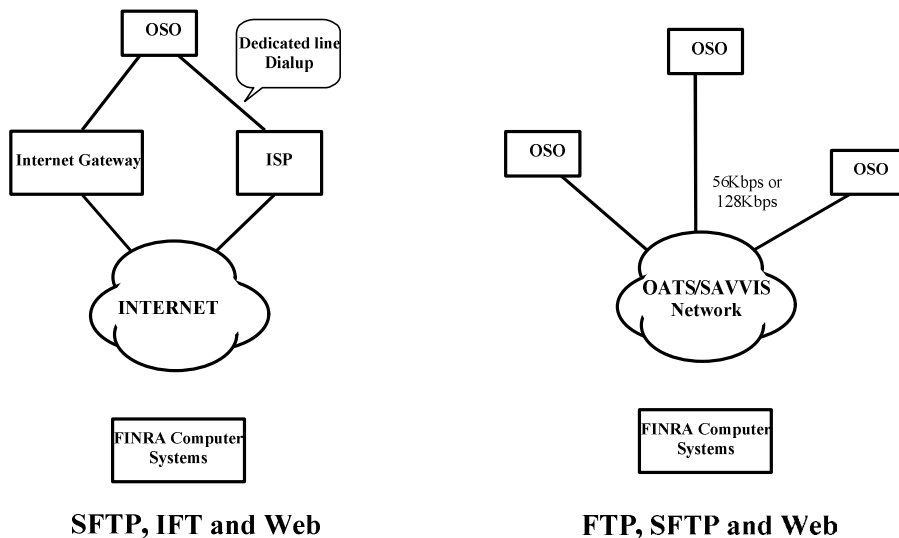 OSO
Dedicated line
Dialup
Internet Gateway
ISP
INTERNET
FINRA Computer
Systems
SFTP, IFT and Web
OSO
OSO
OSO
56Kbps or
128Kbps
OATS/SAVVIS
Network
FINRA Computer
Systems
FTP, SFTP and Web